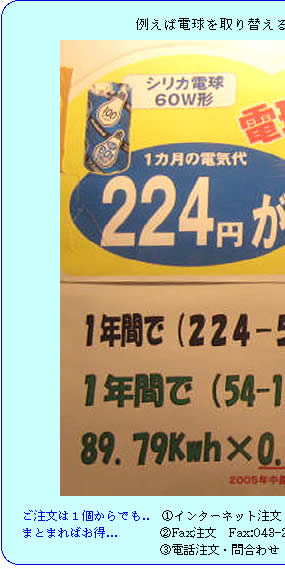 例えば電球を取り替える
シリカ電球
60W形
100
電球
1カ月の電気代
224円が
1年間で(224-5
1年間で(54-1
89.79Kwh×0.
2005年中
ご注文は1個からでも..
まとまればお得...
①インターネット注文
②Fax注文 Fax:048-2
③電話注文・問合わせ